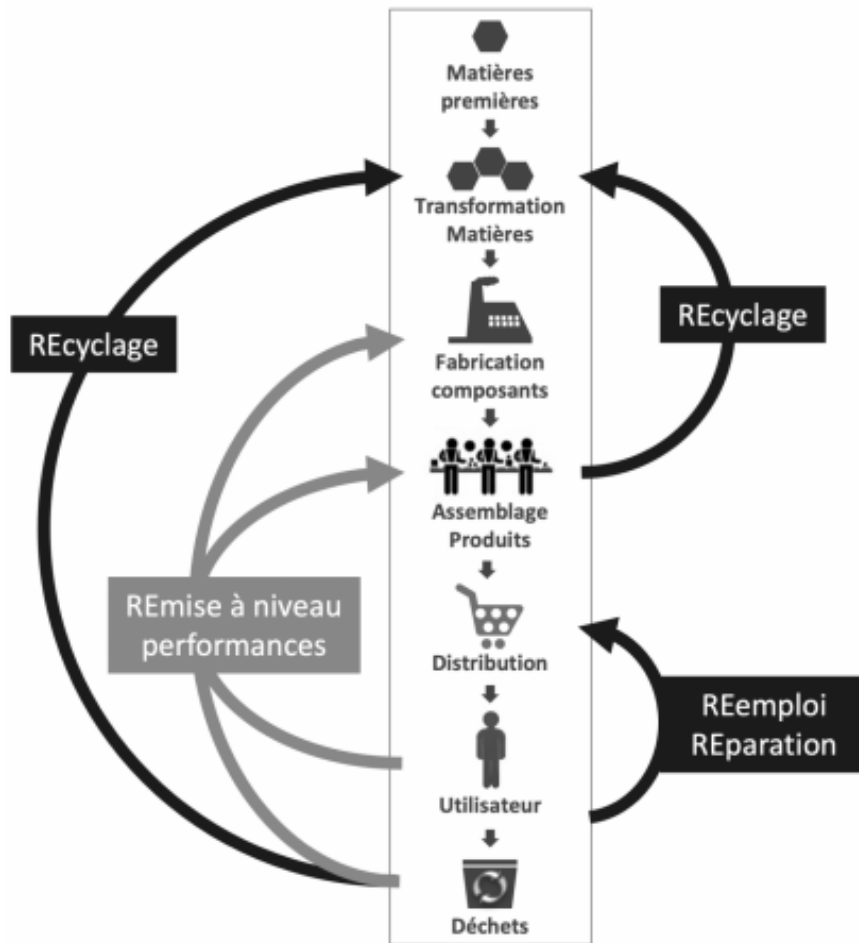 Matières
premières
Transformation
Matières
REcyclage
REcyclage
Fabrication
composants
Assemblage
Produits
REmise à niveau
performances
Distribution
REemploi
REparation
Utilisateur
Déchets